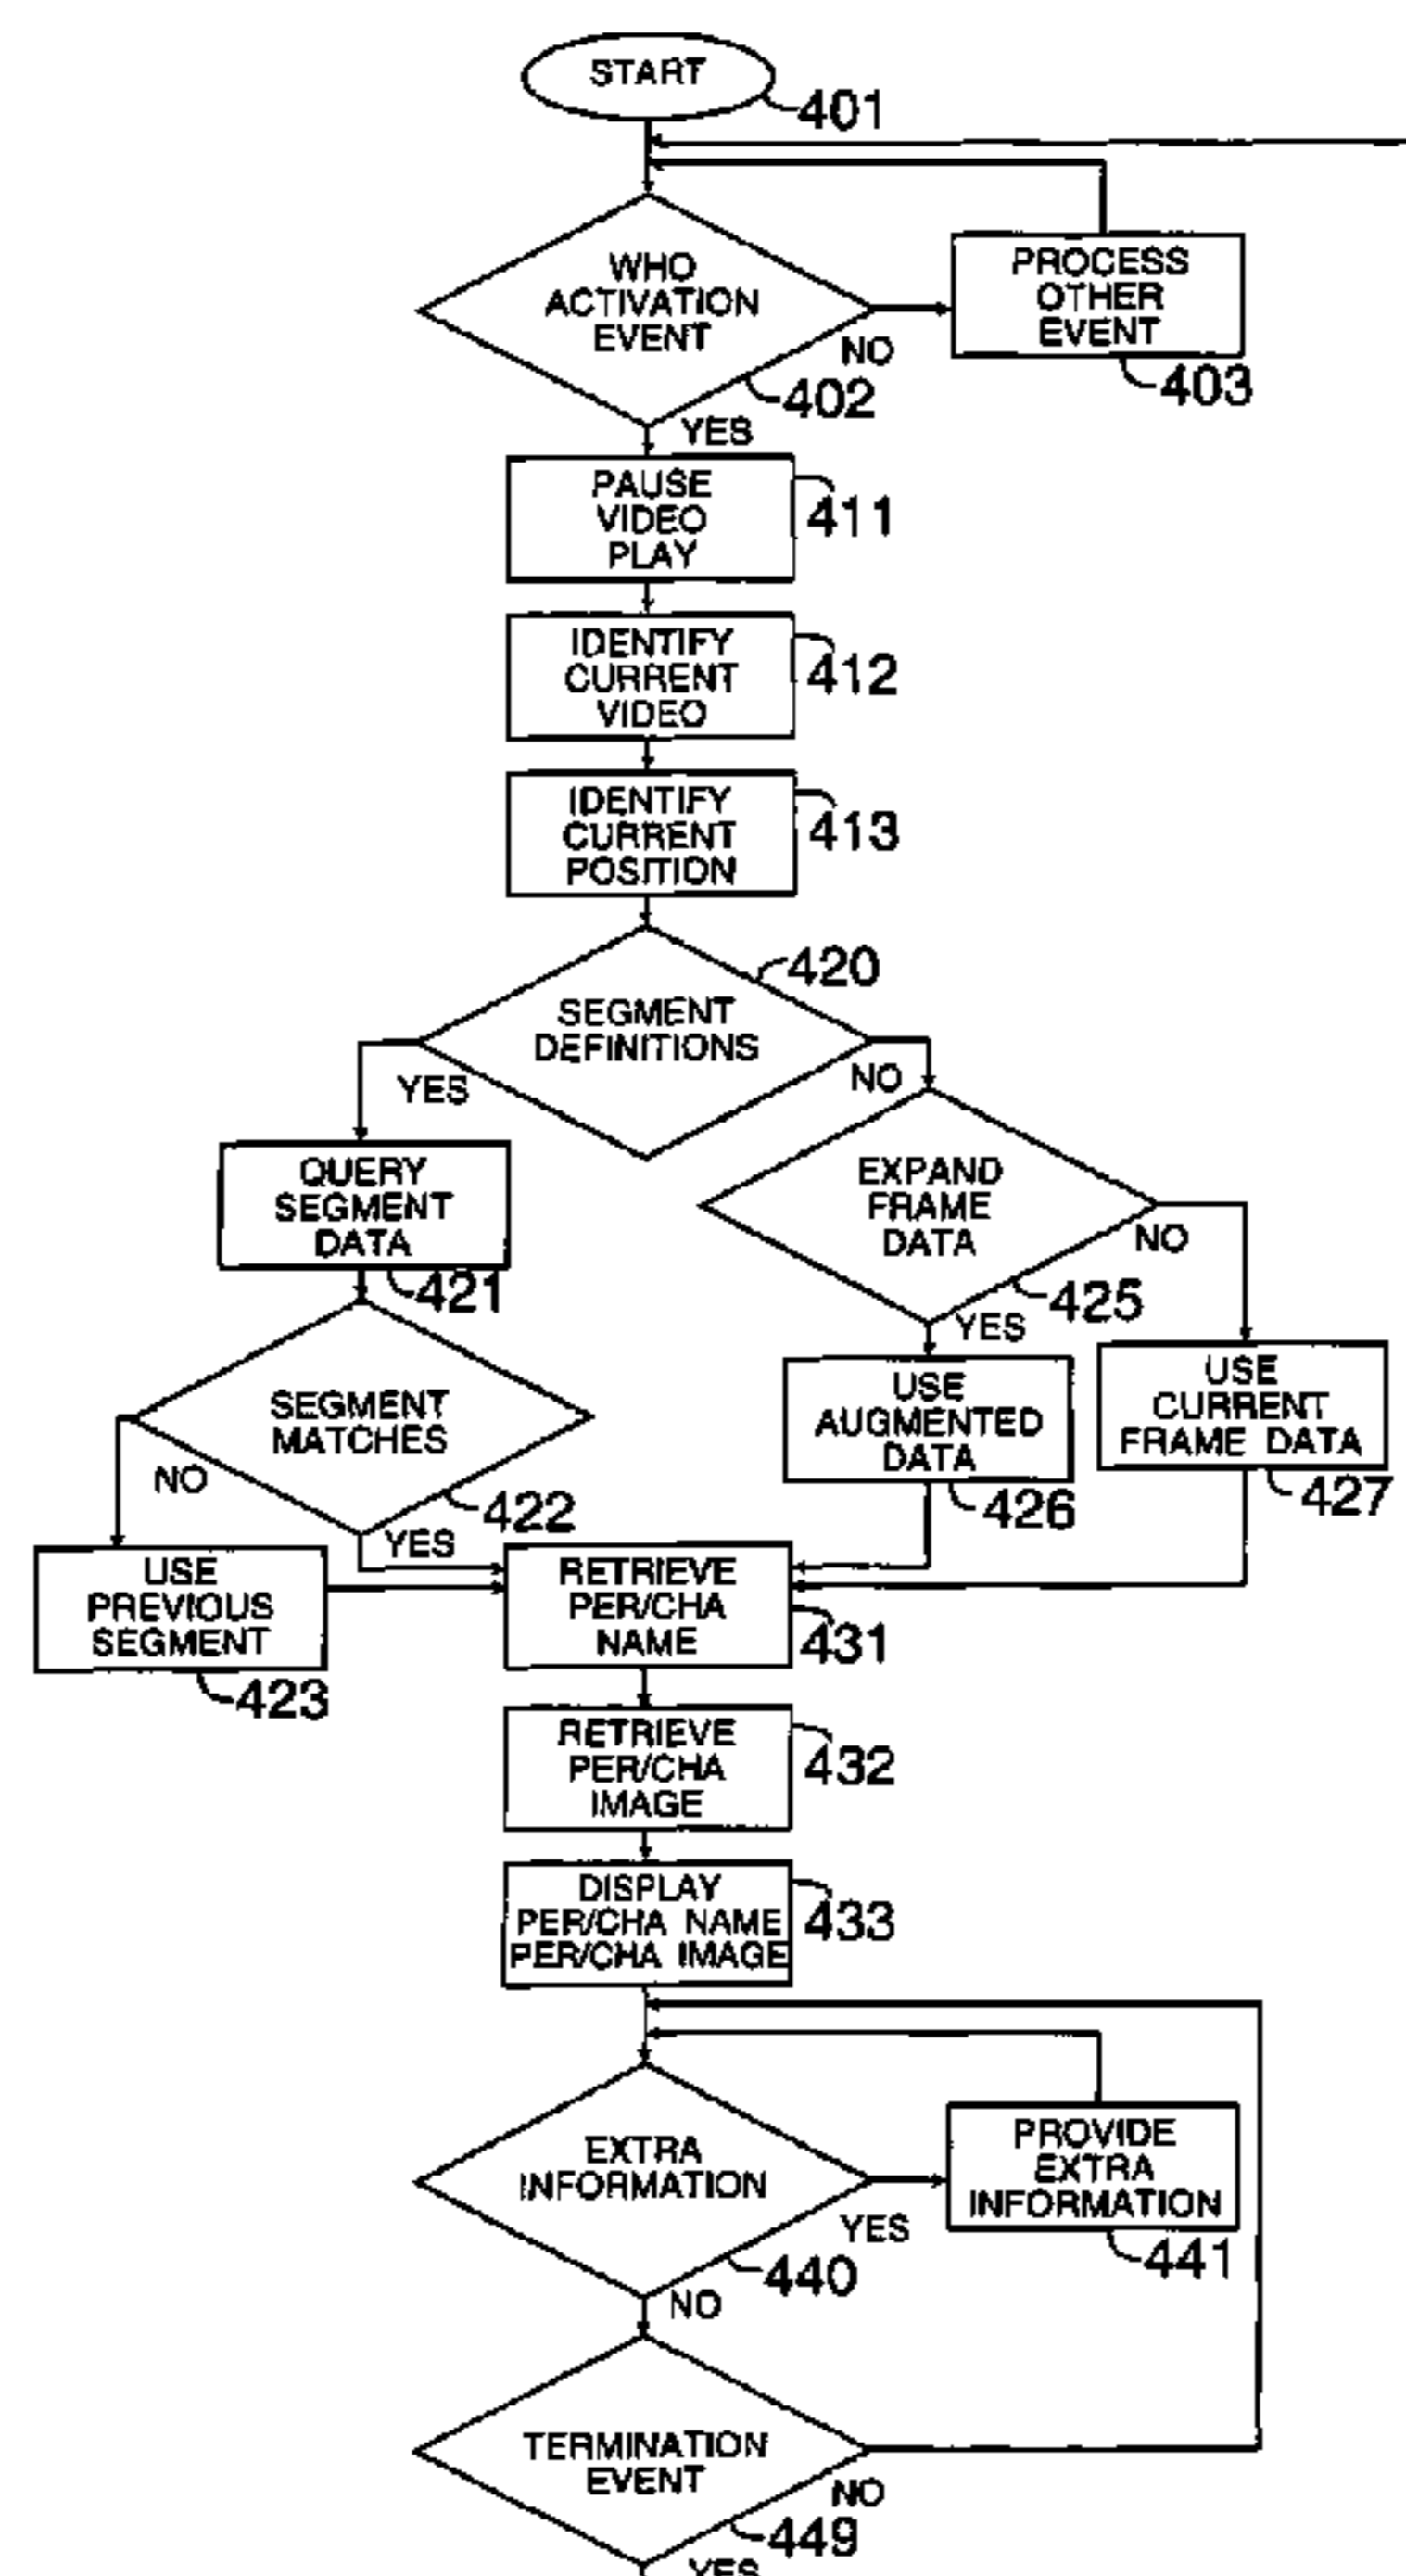 START
401
WHO
ACTIVATION
EVENT
NO
402
PROCESS
OTHER
EVENT
403
YES
PAUSE
VIDEO
PLAY
411
IDENTIFY
CURRENT
VIDEO
412
IDENTIFY
CURRENT
POSITION
413
SEGMENT
DEFINITIONS
420
YES
NO
QUERY
SEGMENT
DATA
421
EXPAND
FRAME
DATA
NO
425
YES
SEGMENT
MATCHES
NO
422
YES
USE
AUGMENTED
DATA
426
USE
CURRENT
FRAME DATA
427
USE
PREVIOUS
SEGMENT
423
RETRIEVE
PER/CHA
NAME
431
RETRIEVE
PER/CHA
IMAGE
432
DISPLAY
PER/CHA NAME
PER/CHA IMAGE
433
EXTRA
INFORMATION
YES
440
PROVIDE
EXTRA
INFORMATION
441
NO
TERMINATION
EVENT
NO
449
YES